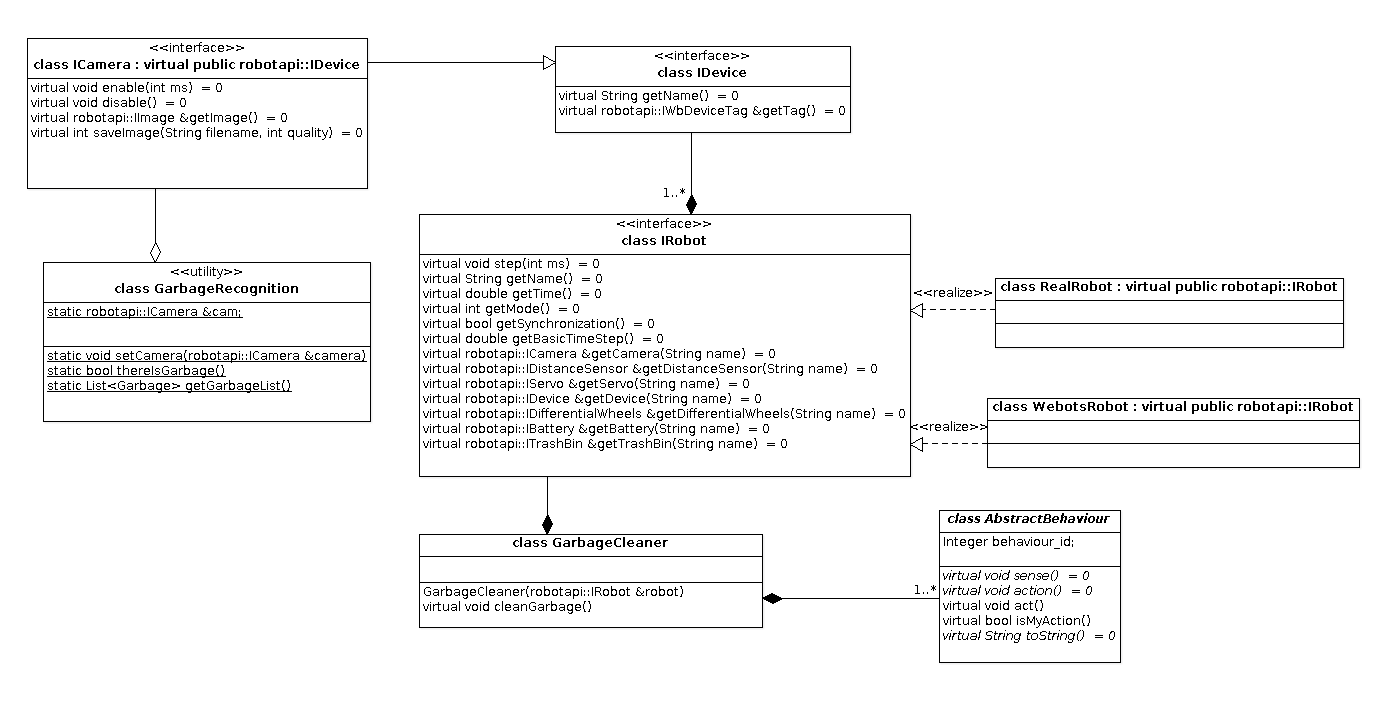 <<interface>>
class ICamera : virtual public robotapi::IDevice
virtual void enable(int ms)  = 0
virtual void disable()  = 0
virtual robotapi::IImage &getImage()  = 0
virtual int saveImage(String filename, int quality)  = 0
<<interface>>
class IDevice
virtual String getName()  = 0
virtual robotapi::IWbDeviceTag &getTag()  = 0
1..*
<<utility>>
class GarbageRecognition
static robotapi::ICamera &cam;
static void setCamera(robotapi::ICamera &camera)
static bool thereIsGarbage()
static List<Garbage> getGarbageList()
<<interface>>
class IRobot
virtual void step(int ms)  = 0
virtual String getName()  = 0
virtual double getTime()  = 0
virtual int getMode()  = 0
virtual bool getSynchronization()  = 0
virtual double getBasicTimeStep()  = 0
virtual robotapi::ICamera &getCamera(String name)  = 0
virtual robotapi::IDistanceSensor &getDistanceSensor(String name)  = 0
virtual robotapi::IServo &getServo(String name)  = 0
virtual robotapi::IDevice &getDevice(String name)  = 0
virtual robotapi::IDifferentialWheels &getDifferentialWheels(String name)  = 0
virtual robotapi::IBattery &getBattery(String name)  = 0
virtual robotapi::ITrashBin &getTrashBin(String name)  = 0
<<realize>>
class RealRobot : virtual public robotapi::IRobot
<<realize>>
class WebotsRobot : virtual public robotapi::IRobot
class GarbageCleaner
GarbageCleaner(robotapi::IRobot &robot)
virtual void cleanGarbage()
1..*
class AbstractBehaviour
Integer behaviour_id;
virtual void sense()  = 0
virtual void action()  = 0
virtual void act()
virtual bool isMyAction()
virtual String toString()  = 0